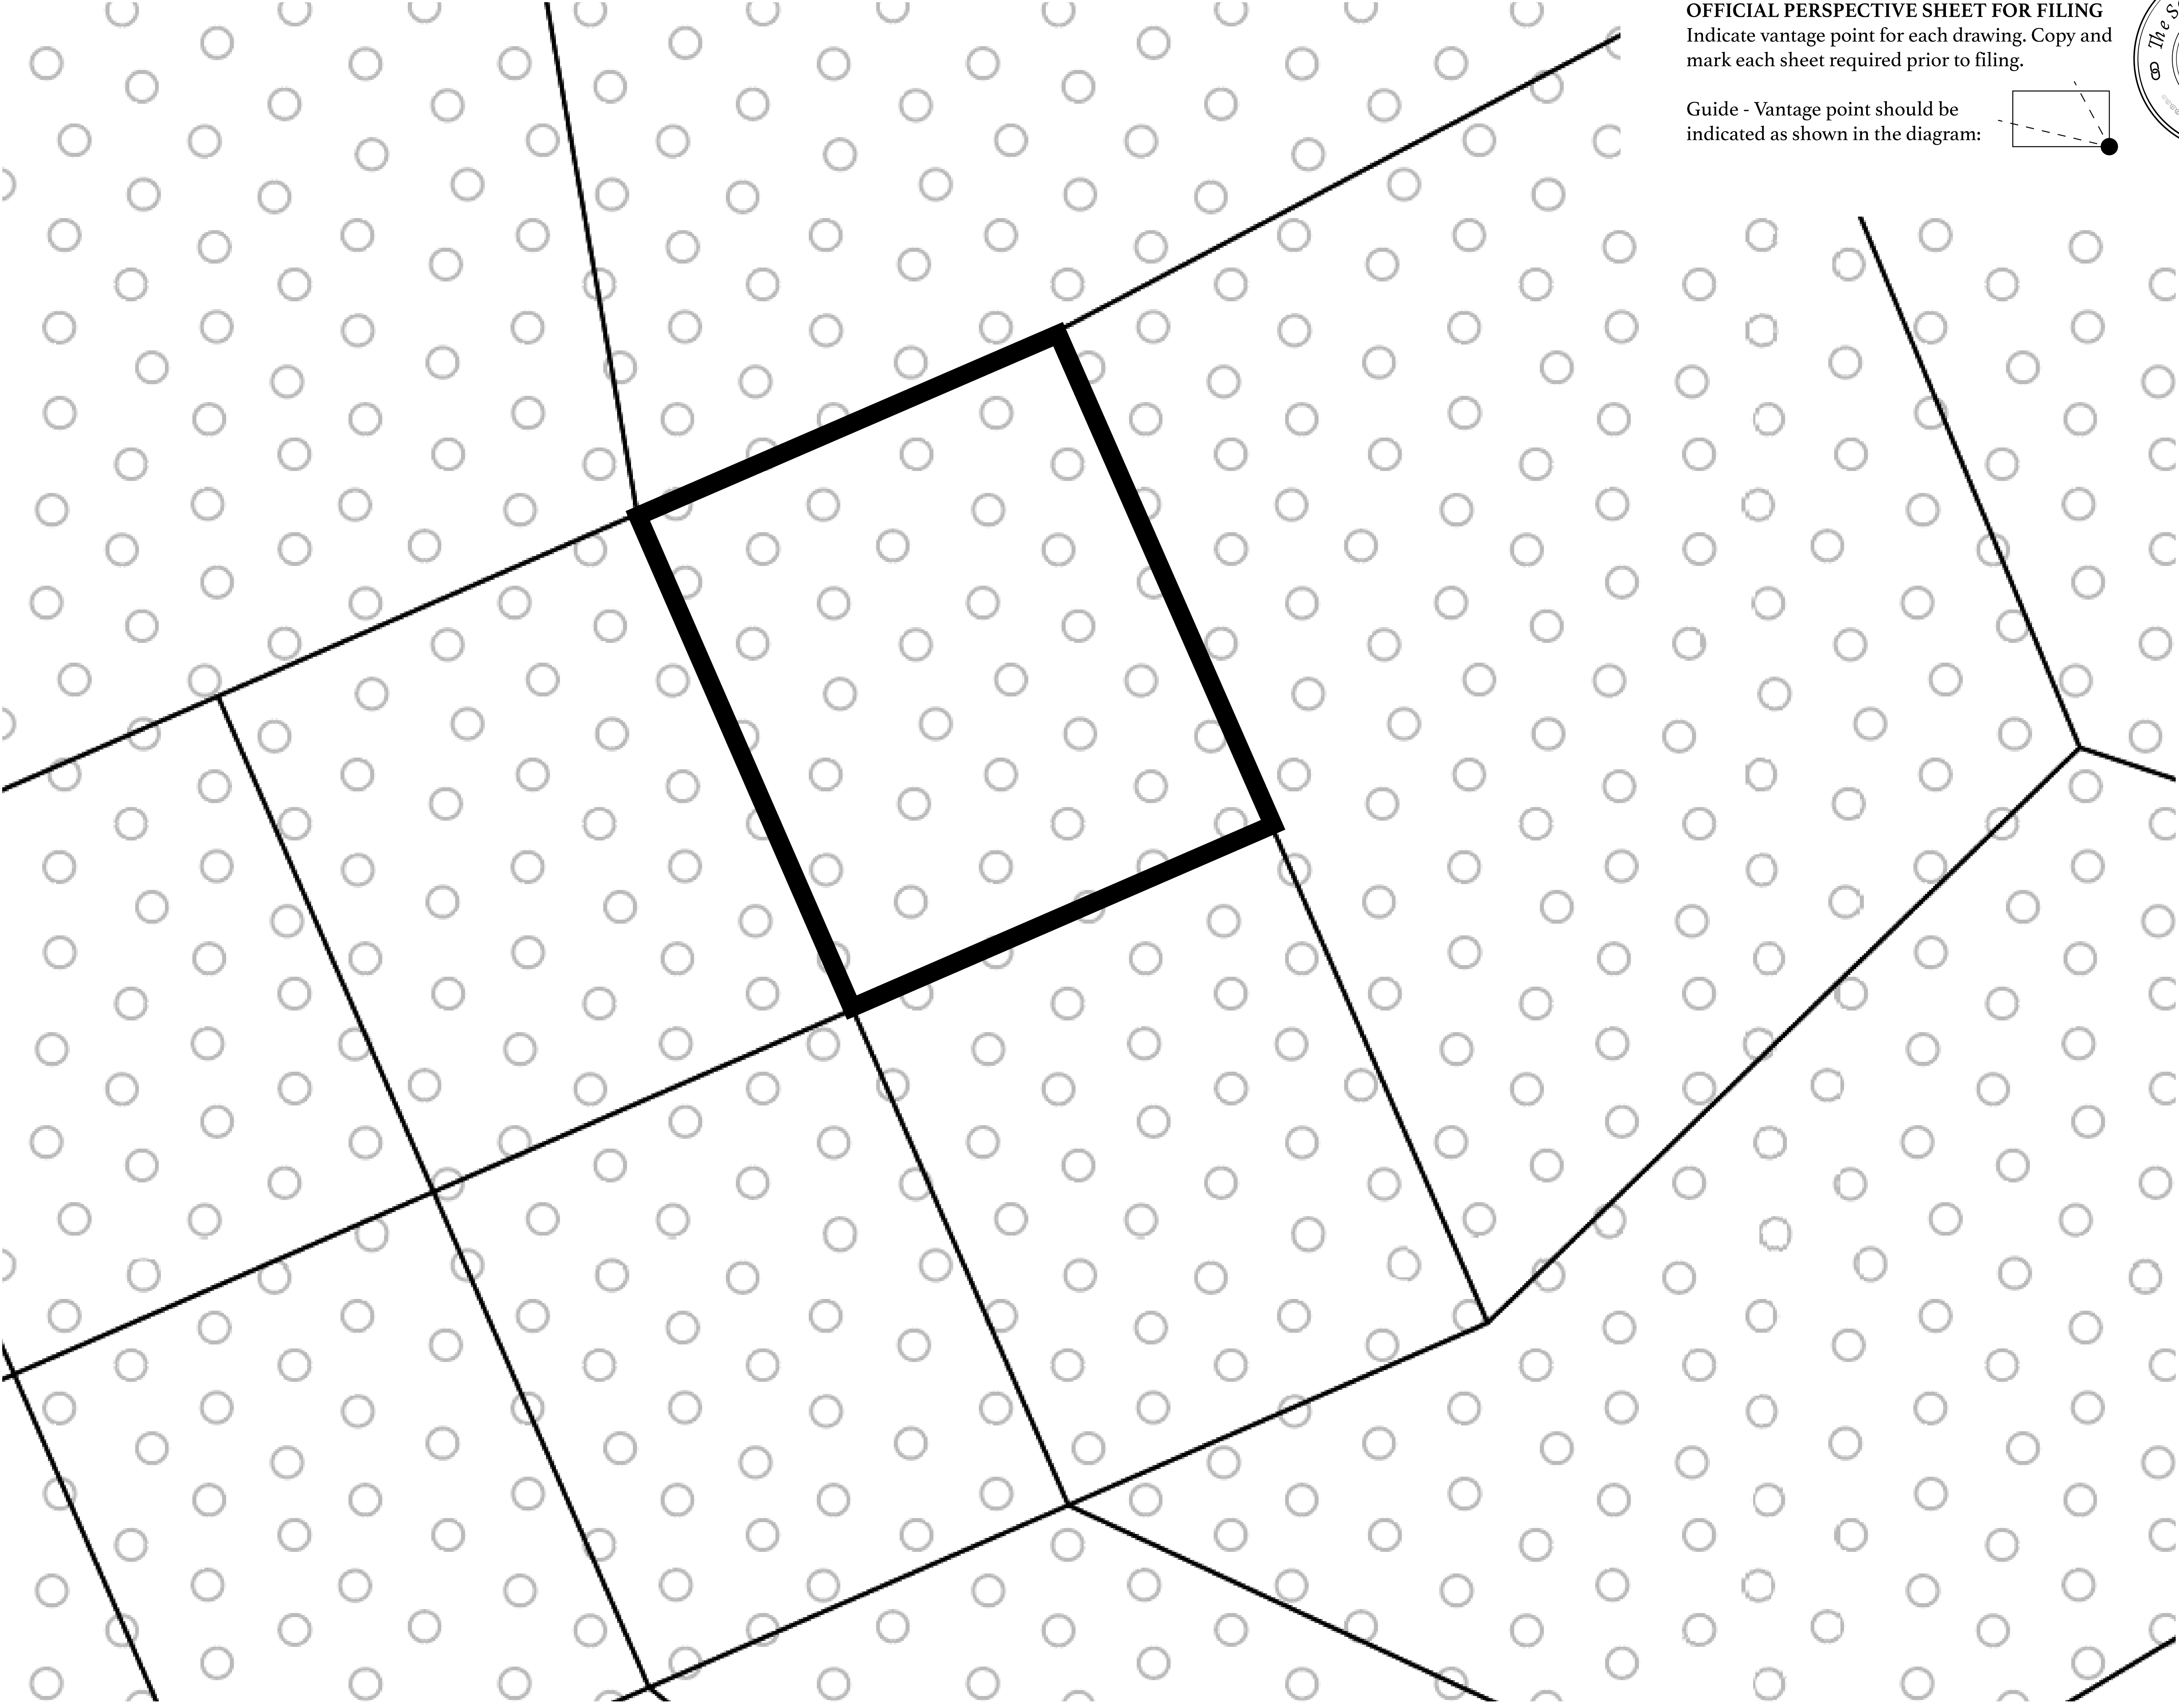 OFFICIAL PERSPECTIVE SHEET FOR FILING
Indicate vantage point for each drawing. Copy and
mark each sheet required prior to filing.
Guide - Vantage point should be
indicated as shown in the diagram:
The